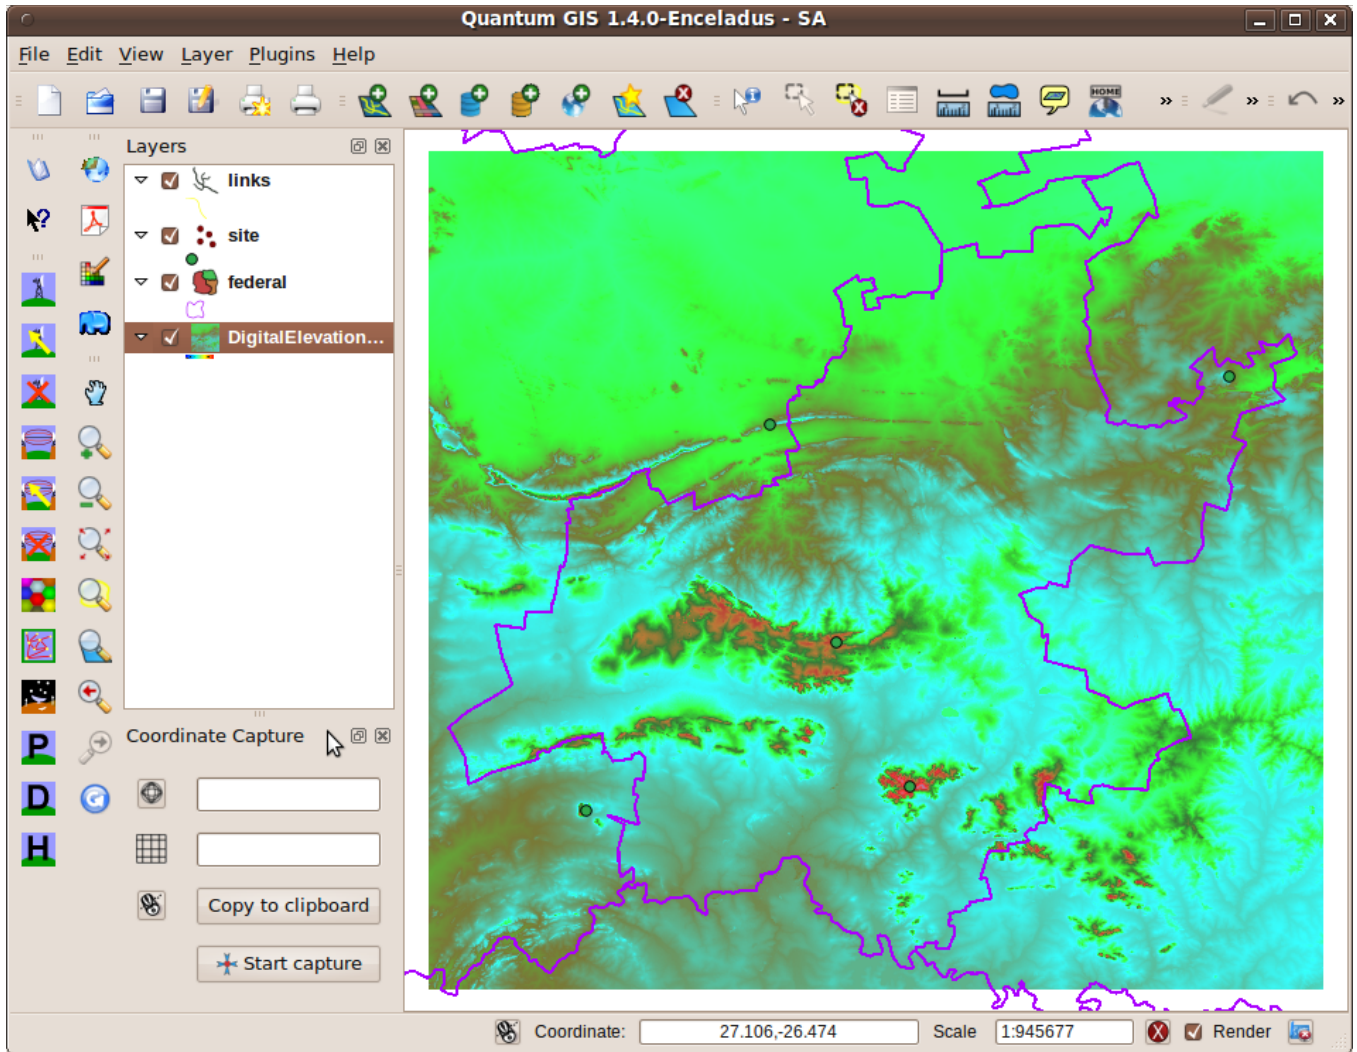 Quantum GIS 1.4.0-Enceladus - SA
File Edit View Layer Plugins Help
HOME
Layers
links
site
federal
DigitalElevation...
Coordinate Capture
P
D
H
Copy to clipboard
Start capture
Coordinate: 27.106,-26.474 Scale 1:945677 Render